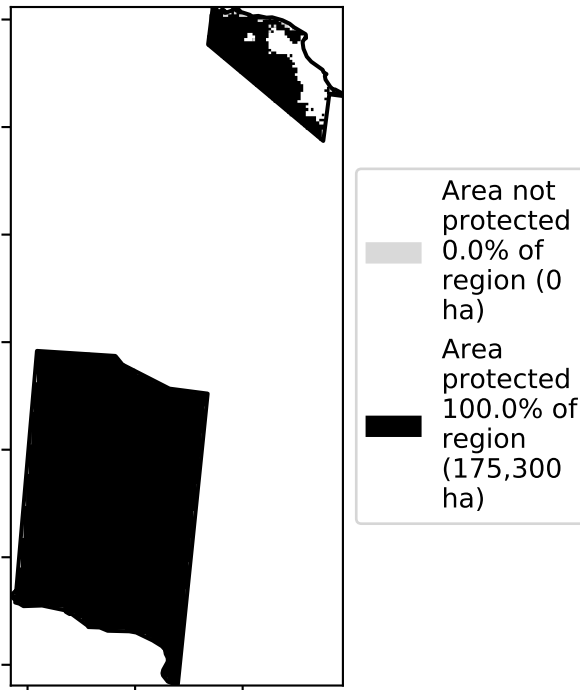 Area not
protected
0.0% of
region (0
ha)
Area
protected
100.0% of
region
(175,300
ha)